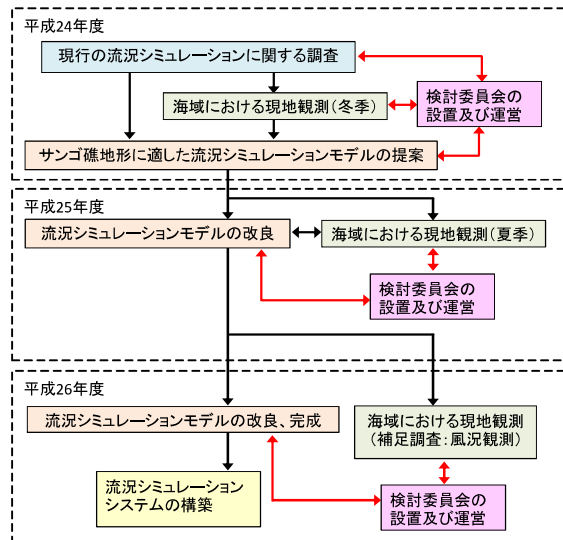 平成24年度
現行の流況シミュレーションに関する調査
海域における現地観測(冬季)
検討委員会の
設置及び運営
サンゴ礁地形に適した流況シミュレーションモデルの提案
平成25年度
流況シミュレーションモデルの改良
海域における現地観測(夏季)
検討委員会の
設置及び運営
平成26年度
流況シミュレーションモデルの改良、完成
海域における現地観測
(補足調査:風況観測)
流況シミュレーション
システムの構築
検討委員会の
設置及び運営